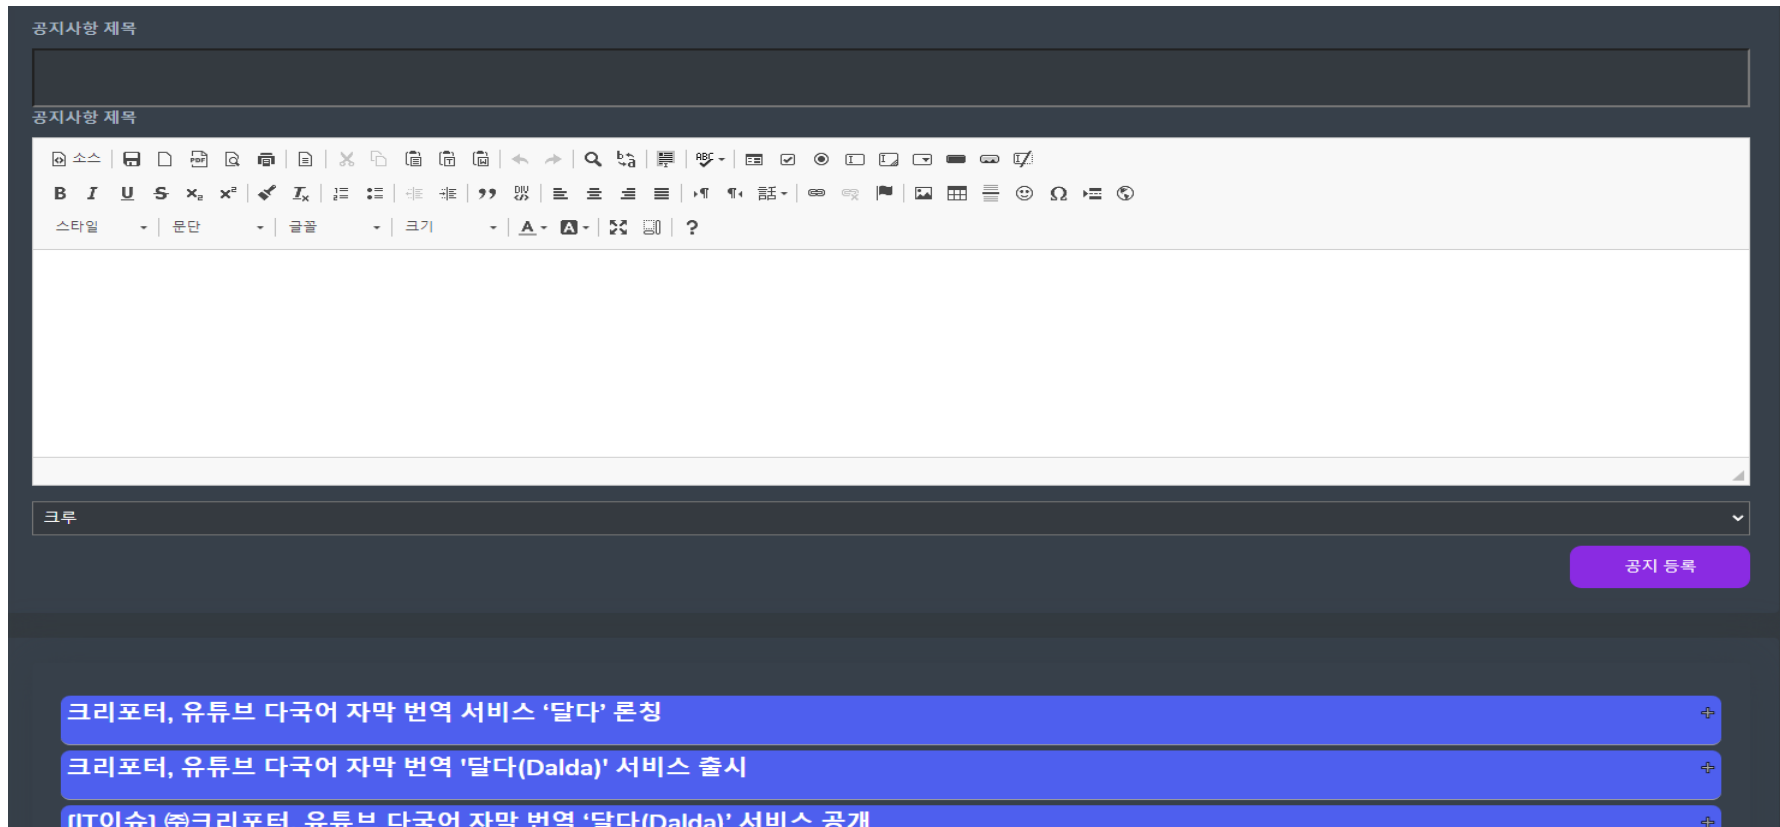 공지사항 제목
공지사항 제목
소스
스타일 문단 글꼴 크기
크루
공지 등록
크리포터, 유튜브 다국어 자막 번역 서비스 ‘달다’ 론칭
크리포터, 유튜브 다국어 자막 번역 '달다(Dalda)' 서비스 출시
[IT이슈] ㈜크리포터, 유튜브 다국어 자막 번역 ‘달다(Dalda)’ 서비스 공개